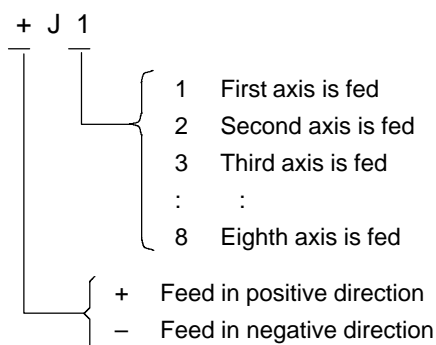 + J 1
1 First axis is fed
2 Second axis is fed
3 Third axis is fed
: :
8 Eighth axis is fed
+ Feed in positive direction
– Feed in negative direction